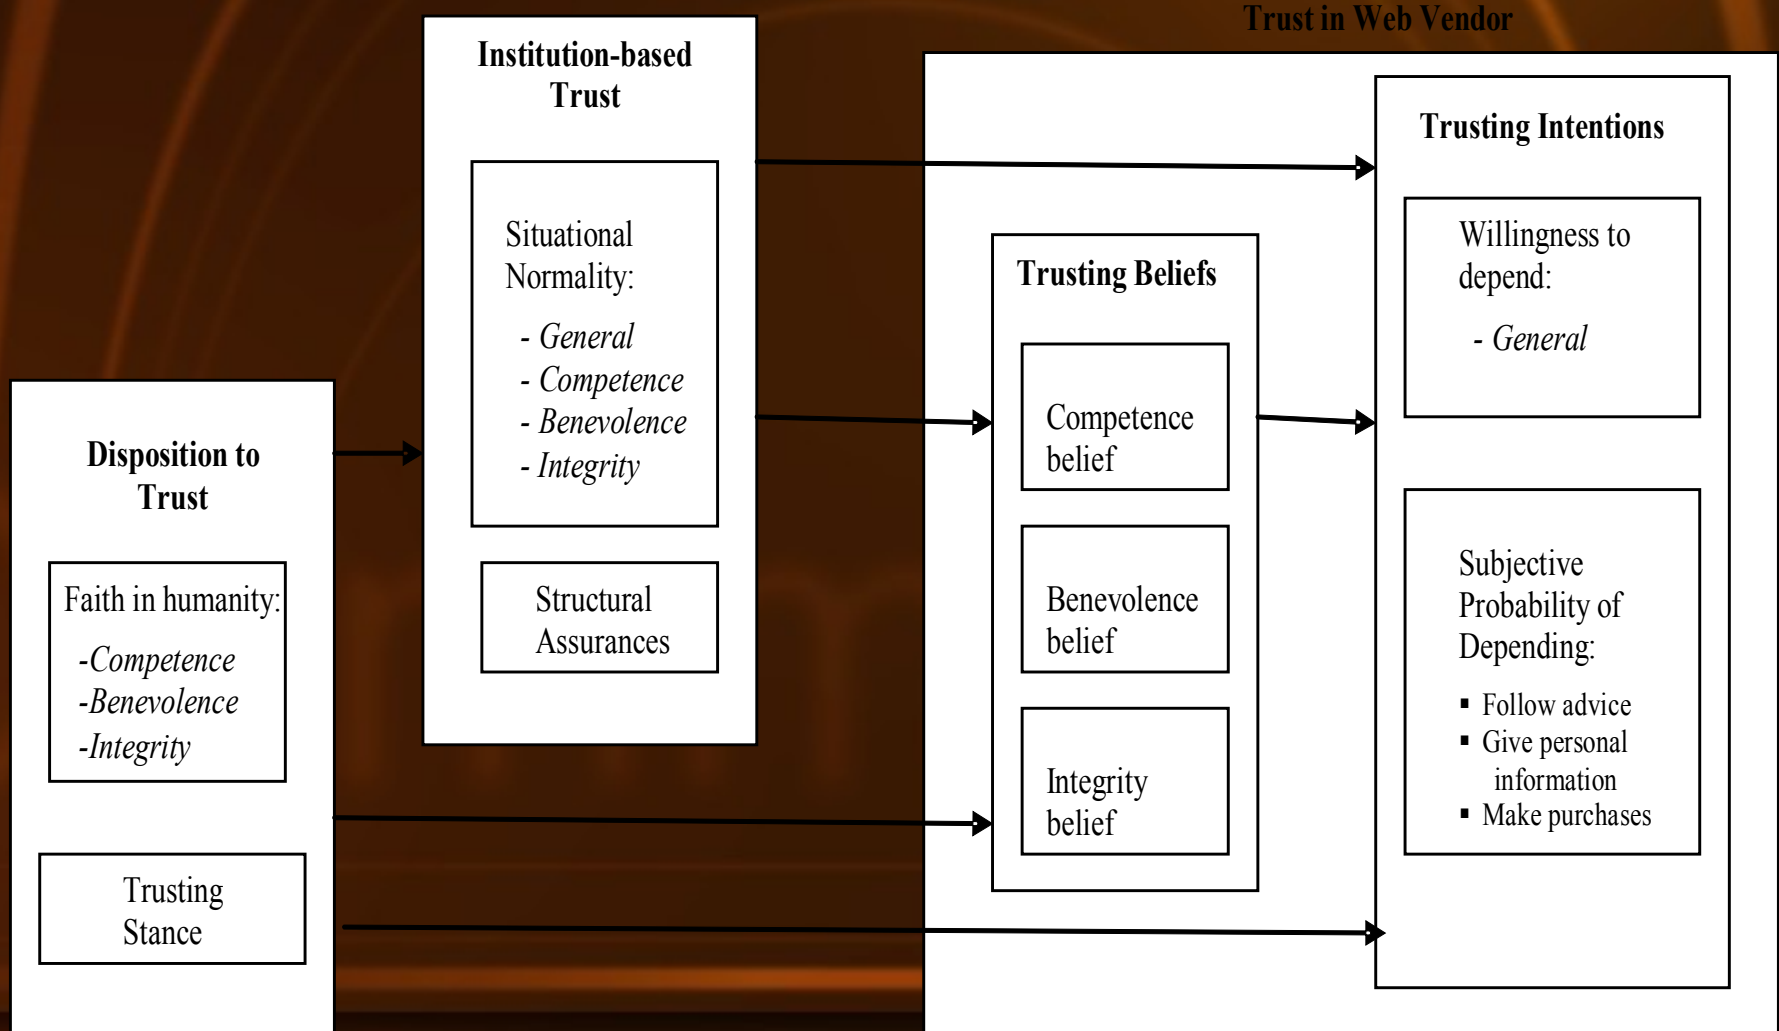 Trust in Web Vendor
Institution-based
Trust
Situational
Normality:
- General
- Competence
- Benevolence
- Integrity
Structural
Assurances
Disposition to
Trust
Faith in humanity:
-Competence
-Benevolence
-Integrity
Trusting
Stance
Trusting Beliefs
Competence
belief
Benevolence
belief
Integrity
belief
Trusting Intentions
Willingness to
depend:
- General
Subjective
Probability of
Depending:
▪ Follow advice
▪ Give personal
information
▪ Make purchases